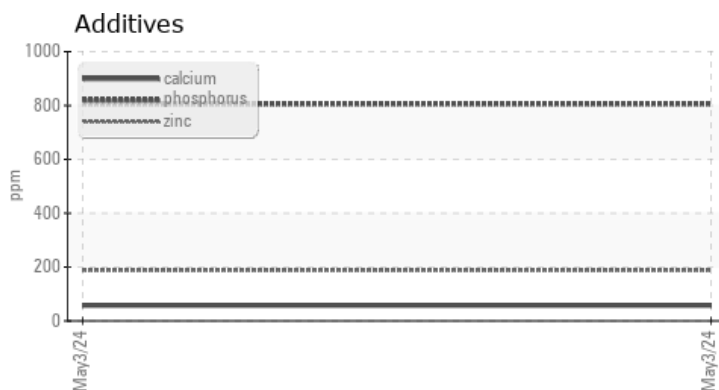 Additives
1000
800
600
400
200
0
ppm
calcium
phosphorus
zinc
May3/24
May3/24